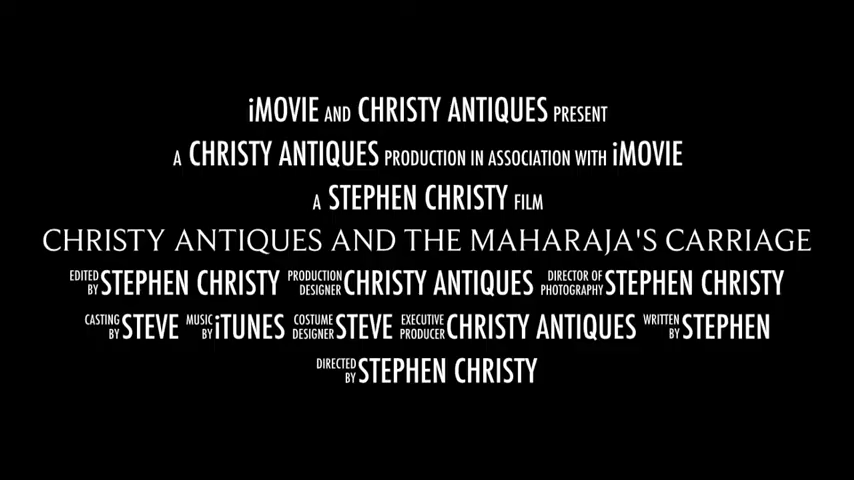 iMOVIE AND CHRISTY ANTIQUES PRESENT
A CHRISTY ANTIQUES PRODUCTION IN ASSOCIATION WITH iMOVIE
A STEPHEN CHRISTY FILM
CHRISTY ANTIQUES AND THE MAHARAJA'S CARRIAGE
EDITED BY STEPHEN CHRISTY PRODUCTION DESIGNER CHRISTY ANTIQUES DIRECTOR OF PHOTOGRAPHY STEPHEN CHRISTY
CASTING BY STEVE MUSIC BY iTUNES COSTUME DESIGNER STEVE EXECUTIVE PRODUCER CHRISTY ANTIQUES WRITTEN BY STEPHEN
DIRECTED BY STEPHEN CHRISTY